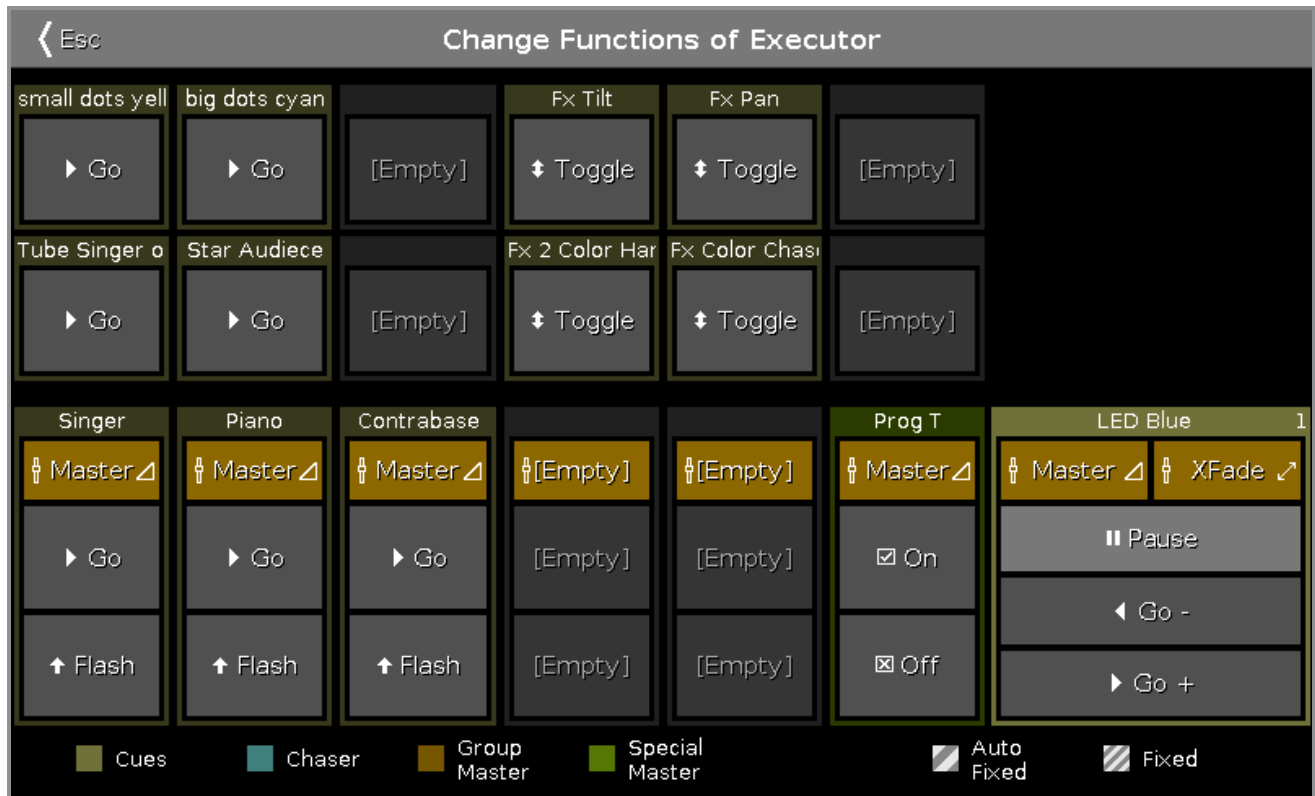 Esc
Change Functions of Executor
small dots yell big dots cyan Fx Tilt Fx Pan
Go Go [Empty] Toggle Toggle [Empty]
Tube Singer o Star Audiece Fx 2 Color Har Fx Color Chas
Go Go [Empty] Toggle Toggle [Empty]
Singer Piano Contrabase Prog T LED Blue 1
Master Master Master [Empty] [Empty] Master Master XFade
Go Go Go [Empty] [Empty] On Pause
Go -
Flash Flash Flash [Empty] [Empty] Off Go +
Cues Chaser Group Master Special Master Auto Fixed Fixed